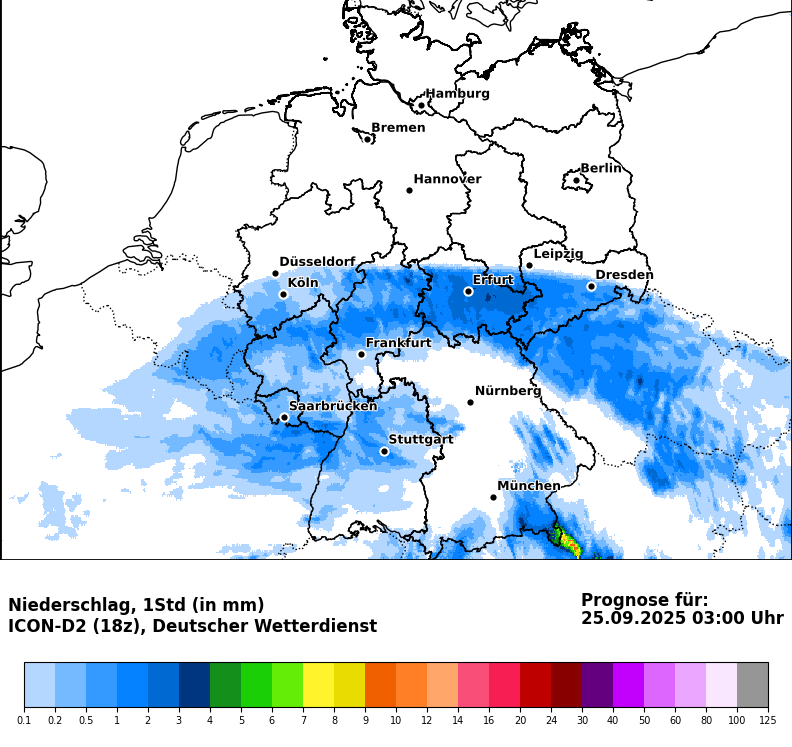 Hamburg
Bremen
Berlin
Hannover
Leipzig
Düsseldorf
Dresden
Köln
Erfurt
Frankfurt
Nürnberg
Saarbrücken
Stuttgart
München
Niederschlag, 1Std (in mm)
ICON-D2 (18z), Deutscher Wetterdienst
Prognose für:
25.09.2025 03:00 Uhr
0.1 0.2 0.5 1 2 3 4 5 6 7 8 9 10 12 14 16 20 24 30 40 50 60 80 100 125